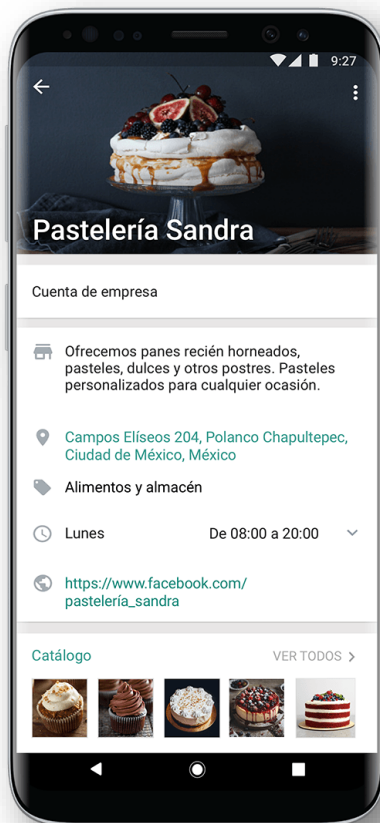 9:27
Pastelería Sandra
Cuenta de empresa
Ofrecemos panes recién horneados,
pasteles, dulces y otros postres. Pasteles
personalizados para cualquier ocasión.
Campos Elíseos 204, Polanco Chapultepec,
Ciudad de México, México
Alimentos y almacén
Lunes De 08:00 a 20:00
https://www.facebook.com/
pastelería_sandra
Catálogo VER TODOS